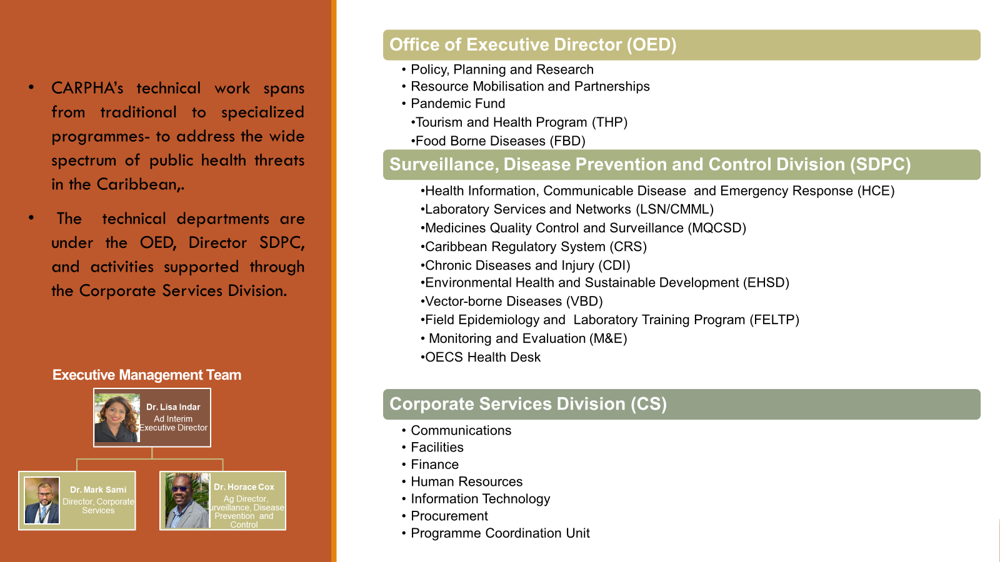 • CARPHA’s technical work spans
from traditional to specialized
programmes- to address the wide
spectrum of public health threats
in the Caribbean,.
• The technical departments are
under the OED, Director SDPC,
and activities supported through
the Corporate Services Division.
Executive Management Team
Dr. Lisa Indar
Ad Interim
Executive Director
Dr. Mark Sami
Director, Corporate
Services
Dr. Horace Cox
Ag Director,
urveillance, Disease
Prevention and
Control
Office of Executive Director (OED)
• Policy, Planning and Research
• Resource Mobilisation and Partnerships
• Pandemic Fund
•Tourism and Health Program (THP)
•Food Borne Diseases (FBD)
Surveillance, Disease Prevention and Control Division (SDPC)
•Health Information, Communicable Disease  and Emergency Response (HCE)
•Laboratory Services and Networks (LSN/CMML)
•Medicines Quality Control and Surveillance (MQCSD)
•Caribbean Regulatory System (CRS)
•Chronic Diseases and Injury (CDI)
•Environmental Health and Sustainable Development (EHSD)
•Vector-borne Diseases (VBD)
•Field Epidemiology and  Laboratory Training Program (FELTP)
• Monitoring and Evaluation (M&E)
•OECS Health Desk
Corporate Services Division (CS)
• Communications
• Facilities
• Finance
• Human Resources
• Information Technology
• Procurement
• Programme Coordination Unit